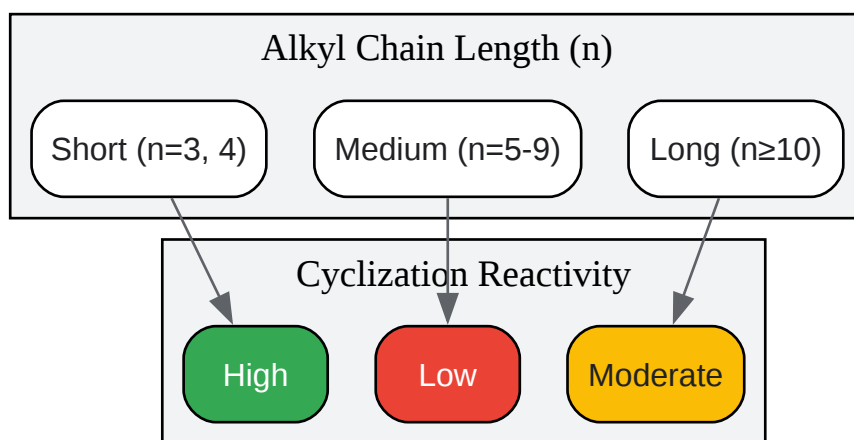 Alkyl Chain Length (n)
Short (n=3, 4)
Medium (n=5-9)
Long (n≥10)
Cyclization Reactivity
High
Low
Moderate